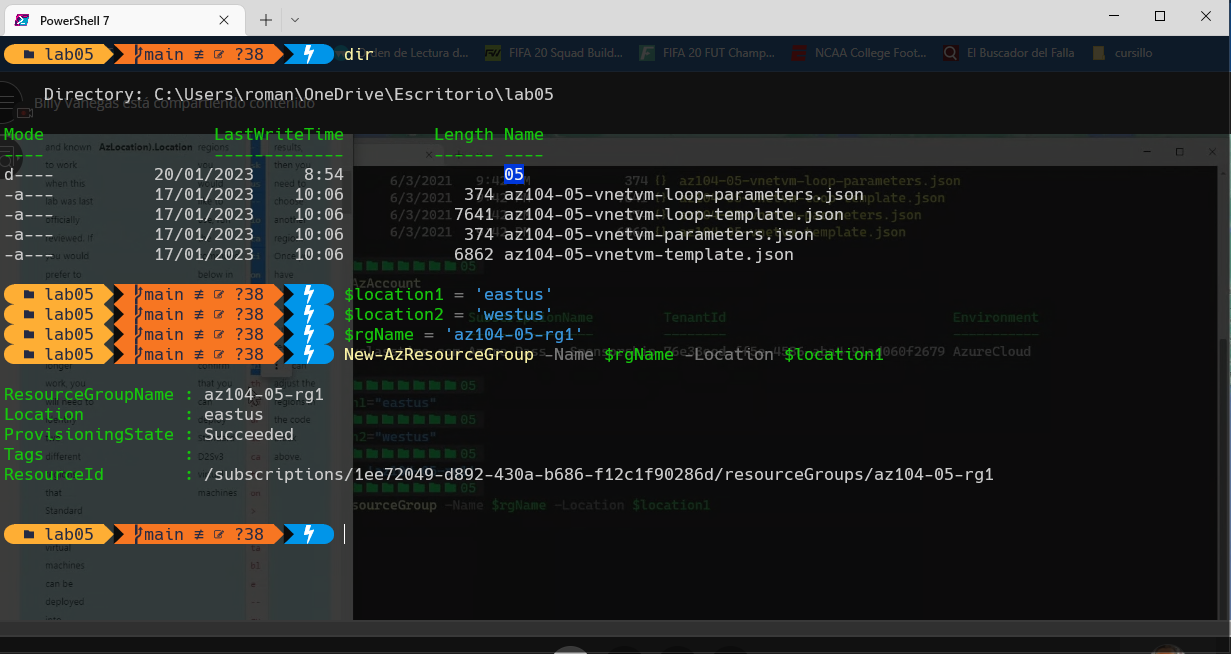 PowerShell 7
lab05 main ≢ ?38 dir
Orden de Lectura d... FIFA 20 Squad Build... FIFA 20 FUT Champ... NCAA College Foot... El Buscador del Falla cursillo
Directory: C:\Users\roman\OneDrive\Escritorio\lab05
Billy Vanegas está compartiendo contenido
Mode LastWriteTime Length Name
---- ------------- ------ ----
d---- 20/01/2023 8:54 05
-a--- 17/01/2023 10:06 374 az104-05-vnetvm-loop-parameters.json
-a--- 17/01/2023 10:06 7641 az104-05-vnetvm-loop-template.json
-a--- 17/01/2023 10:06 374 az104-05-vnetvm-parameters.json
-a--- 17/01/2023 10:06 6862 az104-05-vnetvm-template.json
lab05 main ≢ ?38 $location1 = 'eastus'
lab05 main ≢ ?38 $location2 = 'westus'
lab05 main ≢ ?38 $rgName = 'az104-05-rg1'
lab05 main ≢ ?38 New-AzResourceGroup -Name $rgName -Location $location1
ResourceGroupName : az104-05-rg1
Location : eastus
ProvisioningState : Succeeded
Tags :
ResourceId : /subscriptions/1ee72049-d892-430a-b686-f12c1f90286d/resourceGroups/az104-05-rg1
lab05 main ≢ ?38